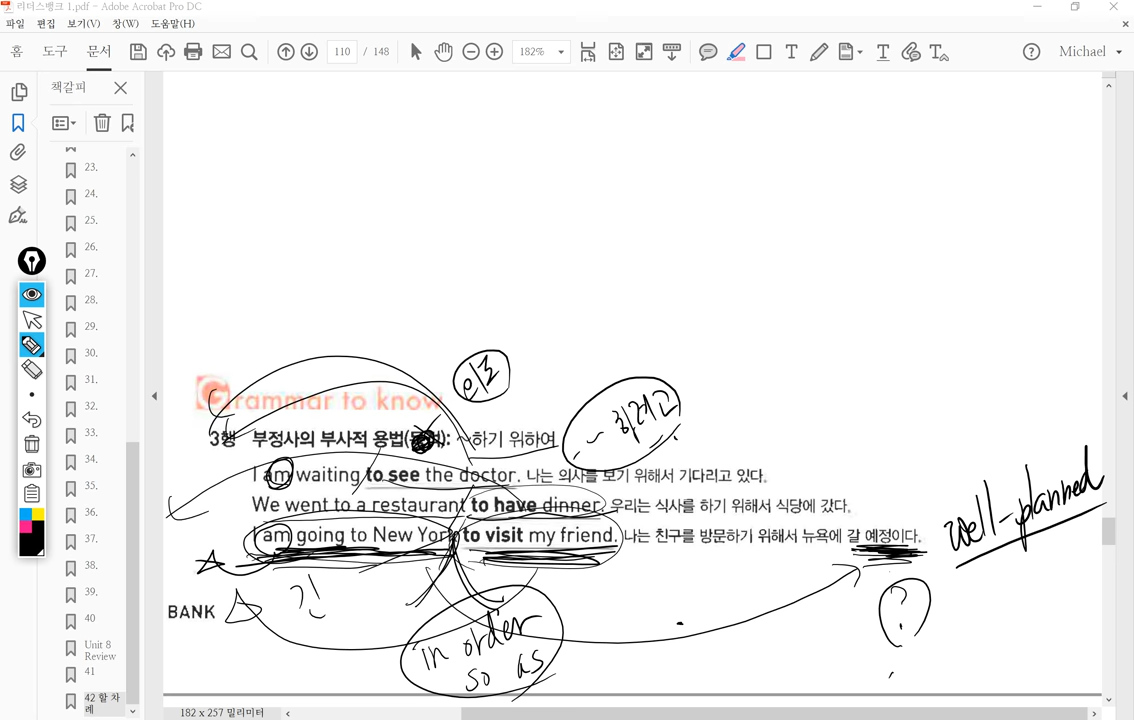 리더스뱅크 1.pdf - Adobe Acrobat Pro DC
파일 편집 보기(V) 창(W) 도움말(H)
홈 도구 문서 110 / 148 182% Michael
책갈피
23.
24.
25.
26.
27.
28.
29.
30.
31.
32.
33.
34.
35.
36.
37.
38.
39.
40
Unit 8
Review
41
42 할 차
례
의도
Grammar to know
~하려고
3행 부정사의 부사적 용법( ): ~하기 위하여
I am waiting to see the doctor. 나는 의사를 보기 위해서 기다리고 있다.
We went to a restaurant to have dinner. 우리는 식사를 하기 위해서 식당에 갔다.
I am going to New York to visit my friend. 나는 친구를 방문하기 위해서 뉴욕에 갈 예정이다.
well-planned
BANK
?
in order
so as
182 x 257 밀리미터